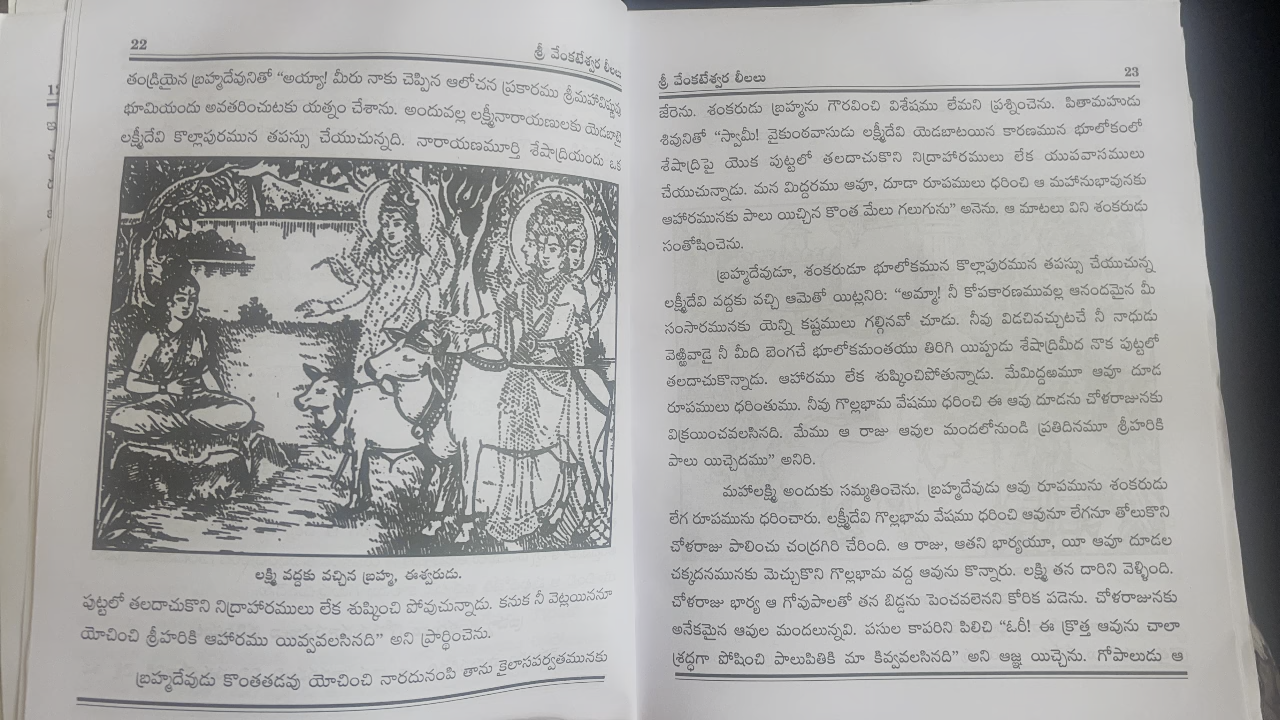 22
శ్రీ వేంకటేశ్వర లీలలు
తండ్రియైన బ్రహ్మదేవునితో “అయ్యా! మీరు నాకు చెప్పిన ఆలోచన ప్రకారము శ్రీమహావిష్ణువు
భూమియందు అవతరించుటకు యత్నం చేశాను. అందువల్ల లక్ష్మీనారాయణులకు యెడబాటై
లక్ష్మీదేవి కొల్లాపురమున తపస్సు చేయుచున్నది. నారాయణమూర్తి శేషాద్రియందు ఒక
లక్ష్మి వద్దకు వచ్చిన బ్రహ్మ, ఈశ్వరుడు.
పుట్టలో తలదాచుకొని నిద్రాహారములు లేక శుష్కించి పోవుచున్నాడు. కనుక నీ వెట్లయిననూ
యోచించి శ్రీహరికి ఆహారము యివ్వవలసినది” అని ప్రార్థించెను.
బ్రహ్మదేవుడు కొంతతడవు యోచించి నారదునంపి తాను కైలాసపర్వతమునకు
శ్రీ వేంకటేశ్వర లీలలు
23
జేరెను. శంకరుడు బ్రహ్మను గౌరవించి విశేషము లేమని ప్రశ్నించెను. పితామహుడు
శివునితో “స్వామీ! వైకుంఠవాసుడు లక్ష్మీదేవి యెడబాటయిన కారణమున భూలోకంలో
శేషాద్రిపై యొక పుట్టలో తలదాచుకొని నిద్రాహారములు లేక యుపవాసములు
చేయుచున్నాడు. మన మిద్దరము ఆవూ, దూడా రూపములు ధరించి ఆ మహానుభావునకు
ఆహారమునకు పాలు యిచ్చిన కొంత మేలు గలుగును” అనెను. ఆ మాటలు విని శంకరుడు
సంతోషించెను.
బ్రహ్మదేవుడూ, శంకరుడూ భూలోకమున కొల్లాపురమున తపస్సు చేయుచున్న
లక్ష్మీదేవి వద్దకు వచ్చి ఆమెతో యిట్లనిరి: “అమ్మా! నీ కోపకారణమువల్ల ఆనందమైన మీ
సంసారమునకు యెన్ని కష్టములు గల్గినవో చూడు. నీవు విడచివచ్చుటచే నీ నాధుడు
వెఱ్ఱివాడై నీ మీది బెంగచే భూలోకమంతయు తిరిగి యిప్పుడు శేషాద్రిమీద నొక పుట్టలో
తలదాచుకొన్నాడు. ఆహారము లేక శుష్కించిపోతున్నాడు. మేమిద్దఱమూ ఆవూ దూడ
రూపములు ధరింతుము. నీవు గొల్లభామ వేషము ధరించి ఈ ఆవు దూడను చోళరాజునకు
విక్రయించవలసినది. మేము ఆ రాజు ఆవుల మందలోనుండి ప్రతిదినమూ శ్రీహరికి
పాలు యిచ్చెదము” అనిరి.
మహాలక్ష్మి అందుకు సమ్మతించెను. బ్రహ్మదేవుడు ఆవు రూపమును శంకరుడు
లేగ రూపమును ధరించారు. లక్ష్మీదేవి గొల్లభామ వేషము ధరించి ఆవునూ లేగనూ తోలుకొని
చోళరాజు పాలించు చంద్రగిరి చేరింది. ఆ రాజు, ఆతని భార్యయూ, యీ ఆవూ దూడల
చక్కదనమునకు మెచ్చుకొని గొల్లభామ వద్ద ఆవును కొన్నారు. లక్ష్మి తన దారిని వెళ్ళింది.
చోళరాజు భార్య ఆ గోవుపాలతో తన బిడ్డను పెంచవలెనని కోరిక పడెను. చోళరాజునకు
అనేకమైన ఆవుల మందలున్నవి. పసుల కాపరిని పిలిచి “ఓరీ! ఈ క్రొత్త ఆవును చాలా
శ్రద్ధగా పోషించి పాలుపితికి మా కివ్వవలసినది” అని ఆజ్ఞ యిచ్చెను. గోపాలుడు ఆ